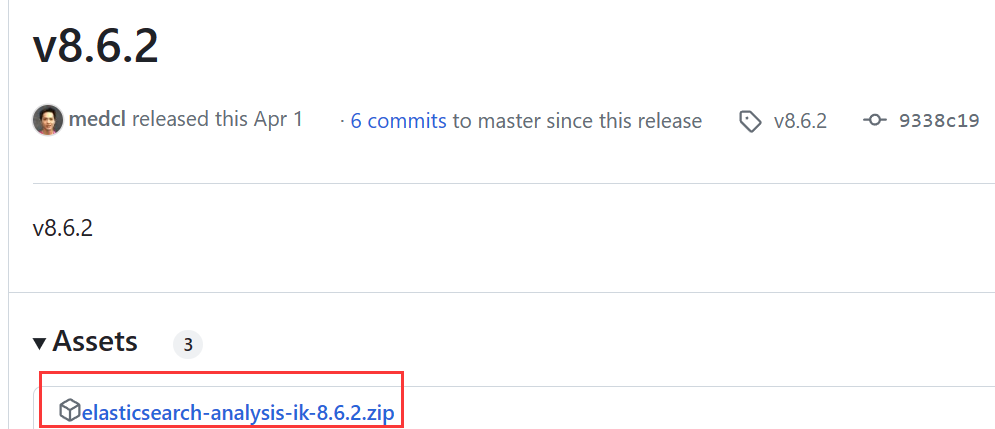 v8.6.2
medcl released this Apr 1 · 6 commits to master since this release v8.6.2 9338c19
v8.6.2
Assets 3
elasticsearch-analysis-ik-8.6.2.zip